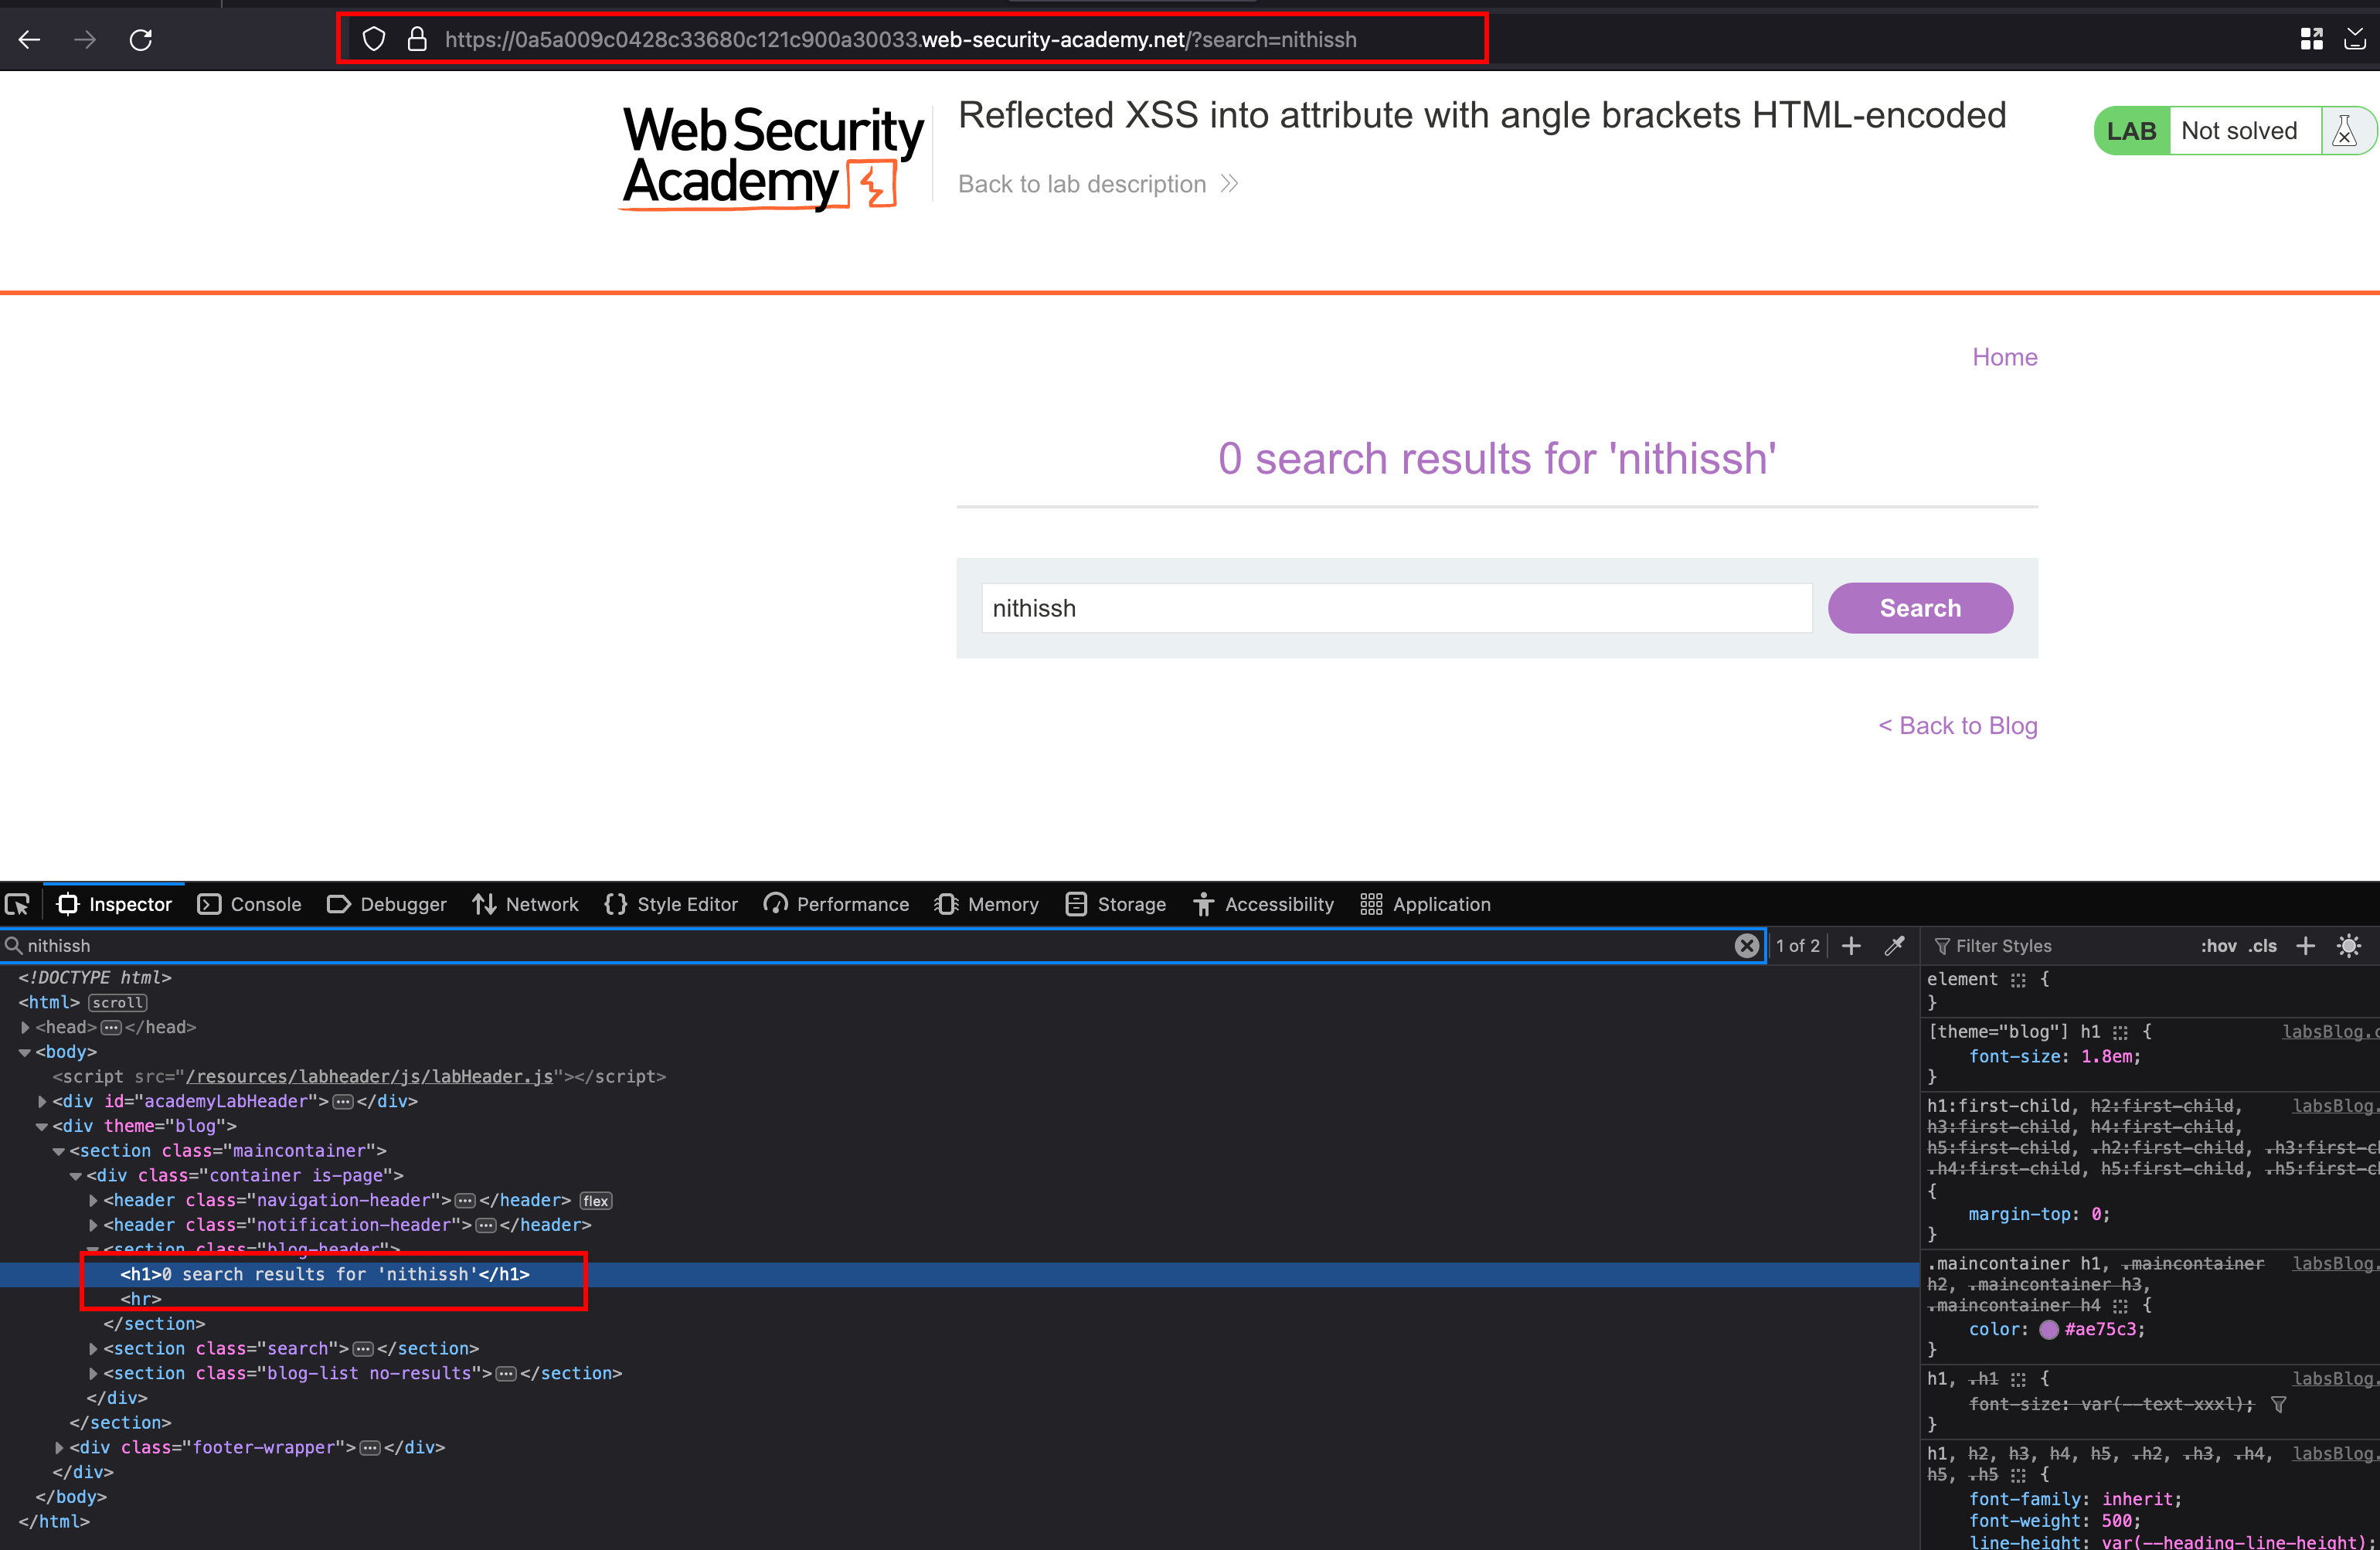 https://0a5a009c0428c33680c121c900a30033.web-security-academy.net/?search=nithissh
Web Security
Academy
Reflected XSS into attribute with angle brackets HTML-encoded
Back to lab description
LAB Not solved
Home
0 search results for 'nithissh'
nithissh
Search
< Back to Blog
Inspector Console Debugger Network Style Editor Performance Memory Storage Accessibility Application
nithissh
1 of 2
<!DOCTYPE html>
<html> scroll
<head> ••• </head>
<body>
<script src="/resources/labheader/js/labHeader.js"></script>
<div id="academyLabHeader"> ••• </div>
<div theme="blog">
<section class="maincontainer">
<div class="container is-page">
<header class="navigation-header"> ••• </header> flex
<header class="notification-header"> ••• </header>
<section class="blog-header">
<h1>0 search results for 'nithissh'</h1>
<hr>
</section>
<section class="search"> ••• </section>
<section class="blog-list no-results"> ••• </section>
</div>
</section>
<div class="footer-wrapper"> ••• </div>
</div>
</body>
</html>
Filter Styles
:hov .cls
element {
}
[theme="blog"] h1 { labsBlog.c
font-size: 1.8em;
}
h1:first-child, h2:first-child, labsBlog.
h3:first-child, h4:first-child,
h5:first-child, .h2:first-child, .h3:first-ch
.h4:first-child, h5:first-child, .h5:first-ch
{
margin-top: 0;
}
.maincontainer h1, .maincontainer labsBlog.
h2, .maincontainer h3,
.maincontainer h4 {
color: #ae75c3;
}
h1, .h1 { labsBlog.
font-size: var(--text-xxxl);
}
h1, h2, h3, h4, h5, .h2, .h3, .h4, labsBlog.
h5, .h5 {
font-family: inherit;
font-weight: 500;
line-height: var(--heading-line-height);